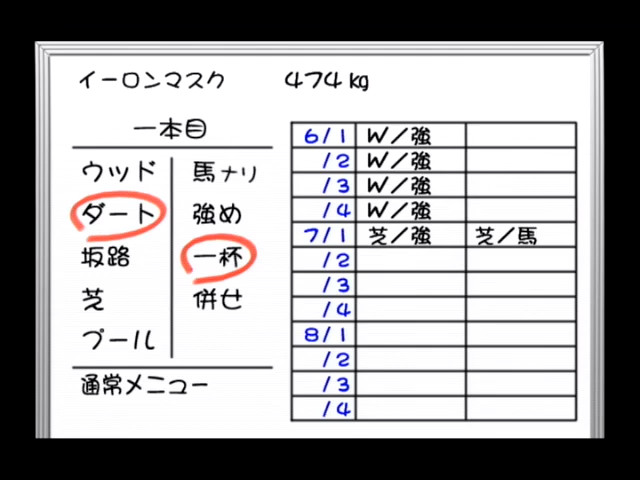 イーロンマスク 474kg
一本目
ウッド 馬ナリ
ダート 強め
坂路 一杯
芝 併せ
プール
通常メニュー
6/1 W/強
/2 W/強
/3 W/強
/4 W/強
7/1 芝/強 芝/馬
/2
/3
/4
8/1
/2
/3
/4